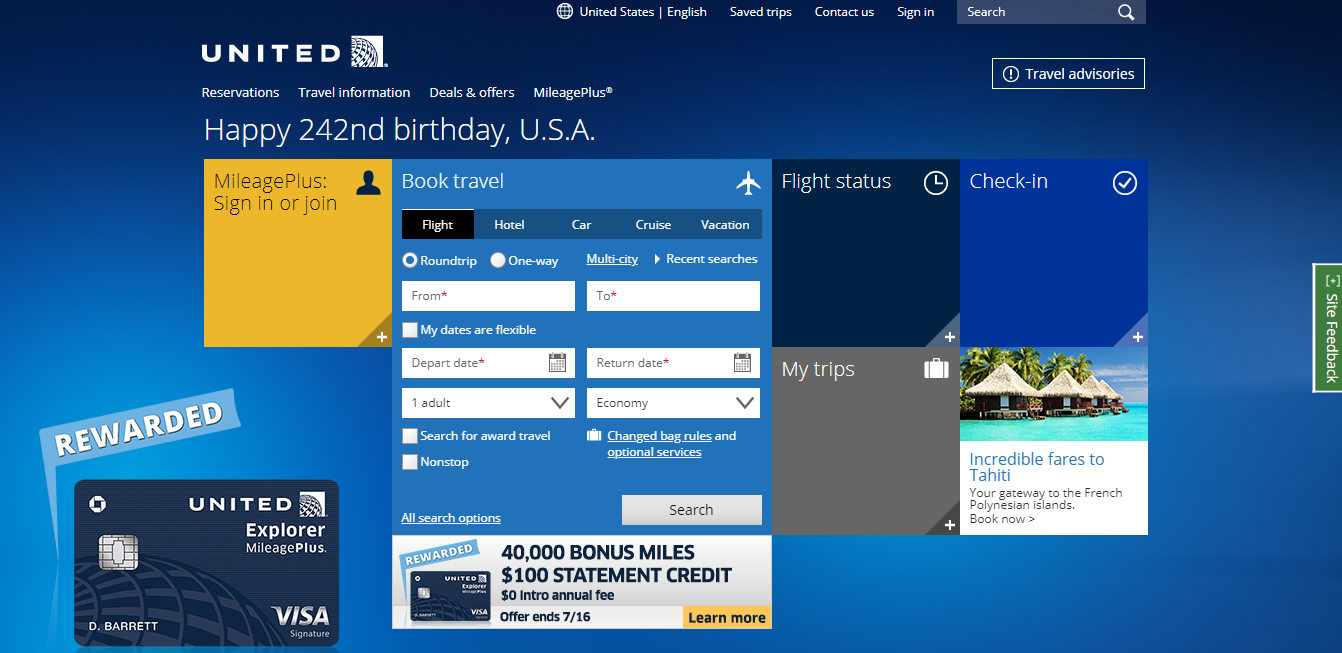 United States | English
Saved trips
Contact us
Sign in
Search
UNITED
Travel advisories
Reservations
Travel information
Deals & offers
MileagePlus®
Happy 242nd birthday, U.S.A.
MileagePlus:
Sign in or join
+
Book travel
Flight
Hotel
Car
Cruise
Vacation
Roundtrip
One-way
Multi-city
Recent searches
From*
To*
My dates are flexible
Depart date*
Return date*
1 adult
Economy
Search for award travel
Changed bag rules and
optional services
Nonstop
All search options
Search
Flight status
+
Check-in
+
My trips
+
Incredible fares to
Tahiti
Your gateway to the French
Polynesian islands.
Book now >
[+] Site Feedback
REWARDED
UNITED
Explorer
MileagePlus.
VISA
Signature
D. BARRETT
REWARDED
UNITED
Explorer
MileagePlus
D. BARRETT
VISA
40,000 BONUS MILES
$100 STATEMENT CREDIT
$0 intro annual fee
Offer ends 7/16
Learn more